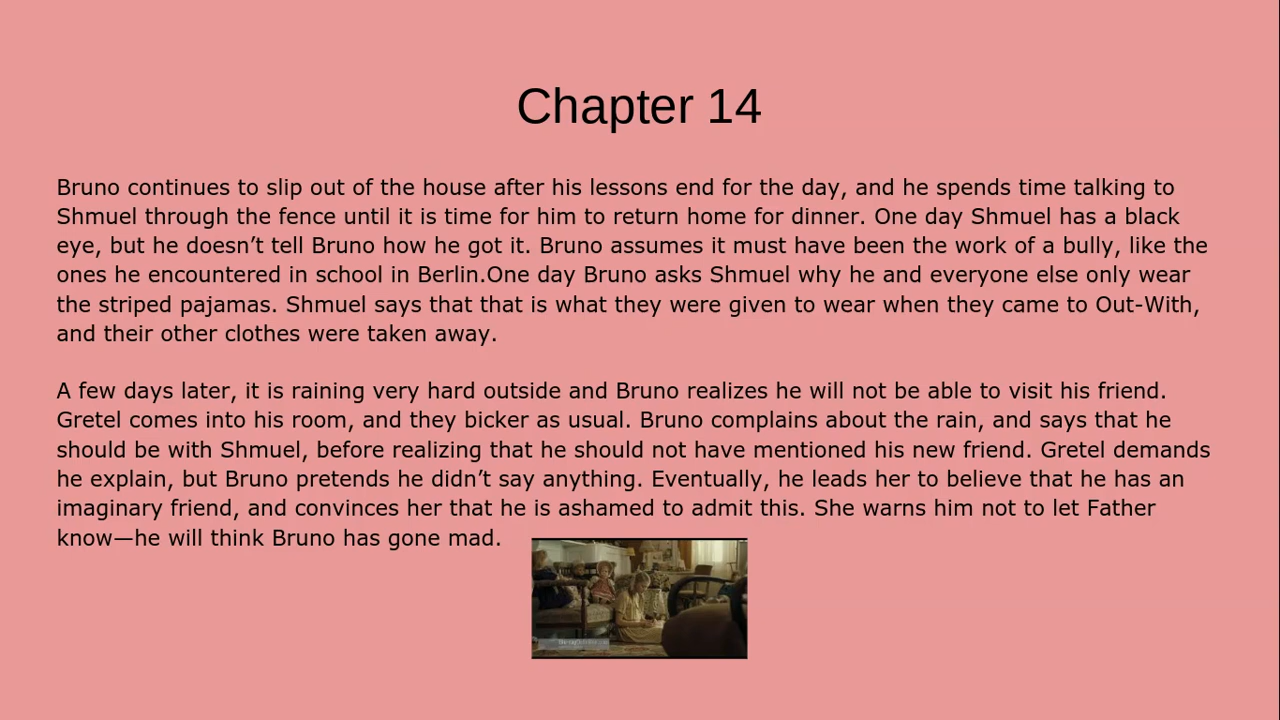 Chapter 14
Bruno continues to slip out of the house after his lessons end for the day, and he spends time talking to
Shmuel through the fence until it is time for him to return home for dinner. One day Shmuel has a black
eye, but he doesn’t tell Bruno how he got it. Bruno assumes it must have been the work of a bully, like the
ones he encountered in school in Berlin.One day Bruno asks Shmuel why he and everyone else only wear
the striped pajamas. Shmuel says that that is what they were given to wear when they came to Out-With,
and their other clothes were taken away.
A few days later, it is raining very hard outside and Bruno realizes he will not be able to visit his friend.
Gretel comes into his room, and they bicker as usual. Bruno complains about the rain, and says that he
should be with Shmuel, before realizing that he should not have mentioned his new friend. Gretel demands
he explain, but Bruno pretends he didn’t say anything. Eventually, he leads her to believe that he has an
imaginary friend, and convinces her that he is ashamed to admit this. She warns him not to let Father
know—he will think Bruno has gone mad.